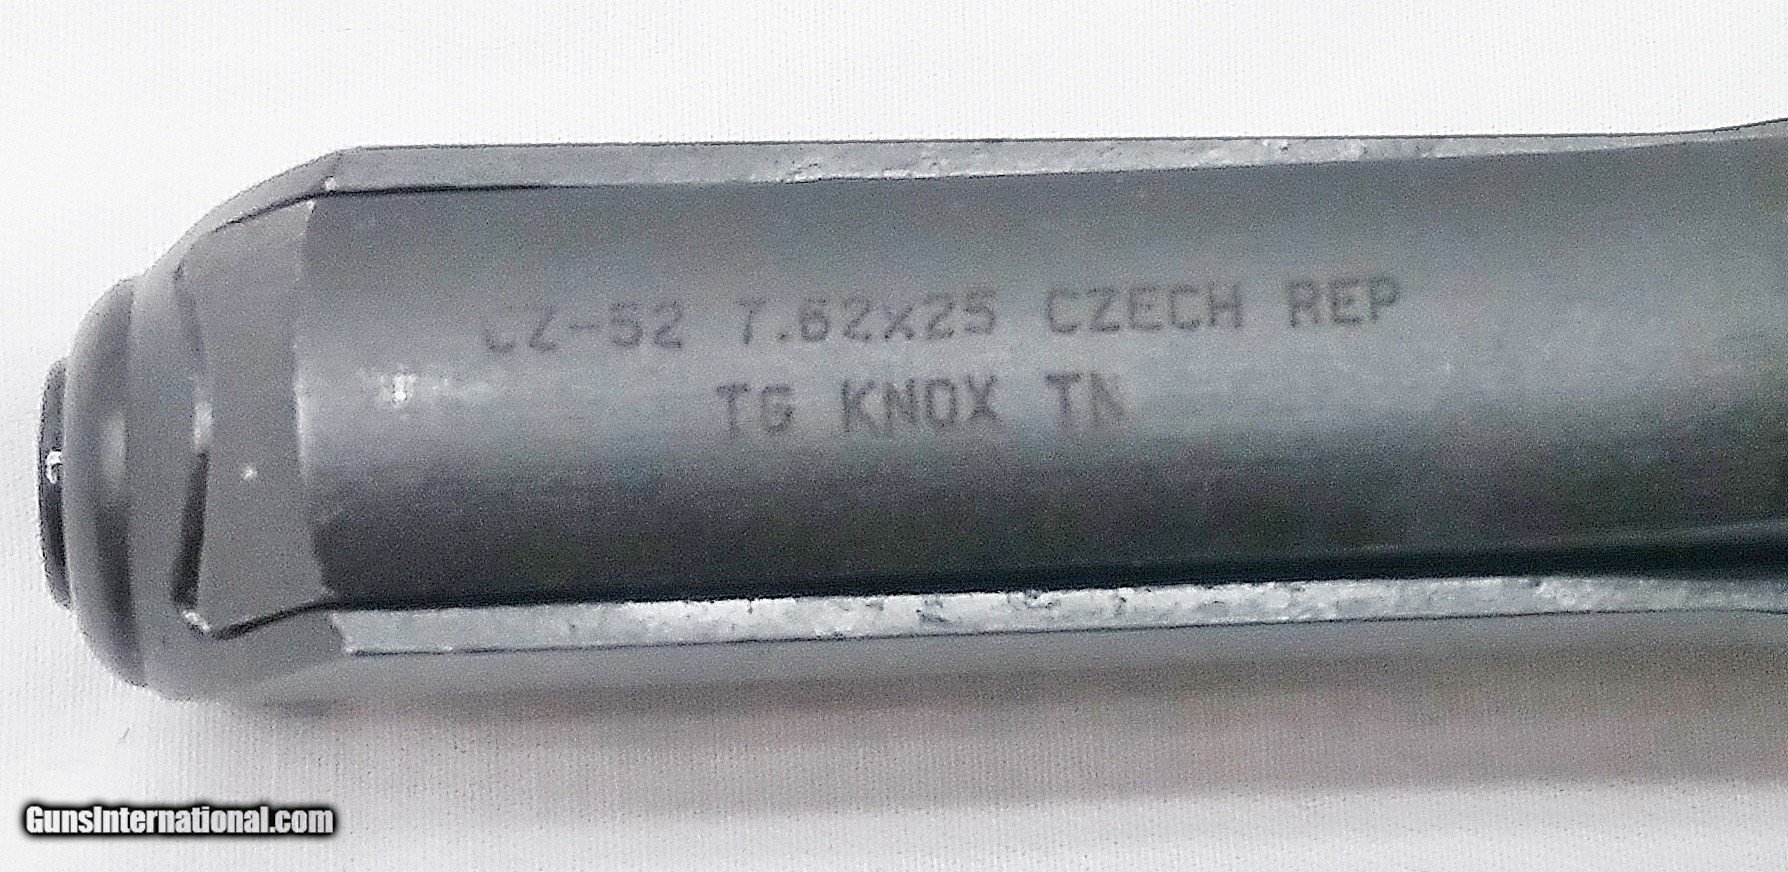 CZ-52 7.62x25 CZECH REP
TG KNOX TN
GunsInternational.com